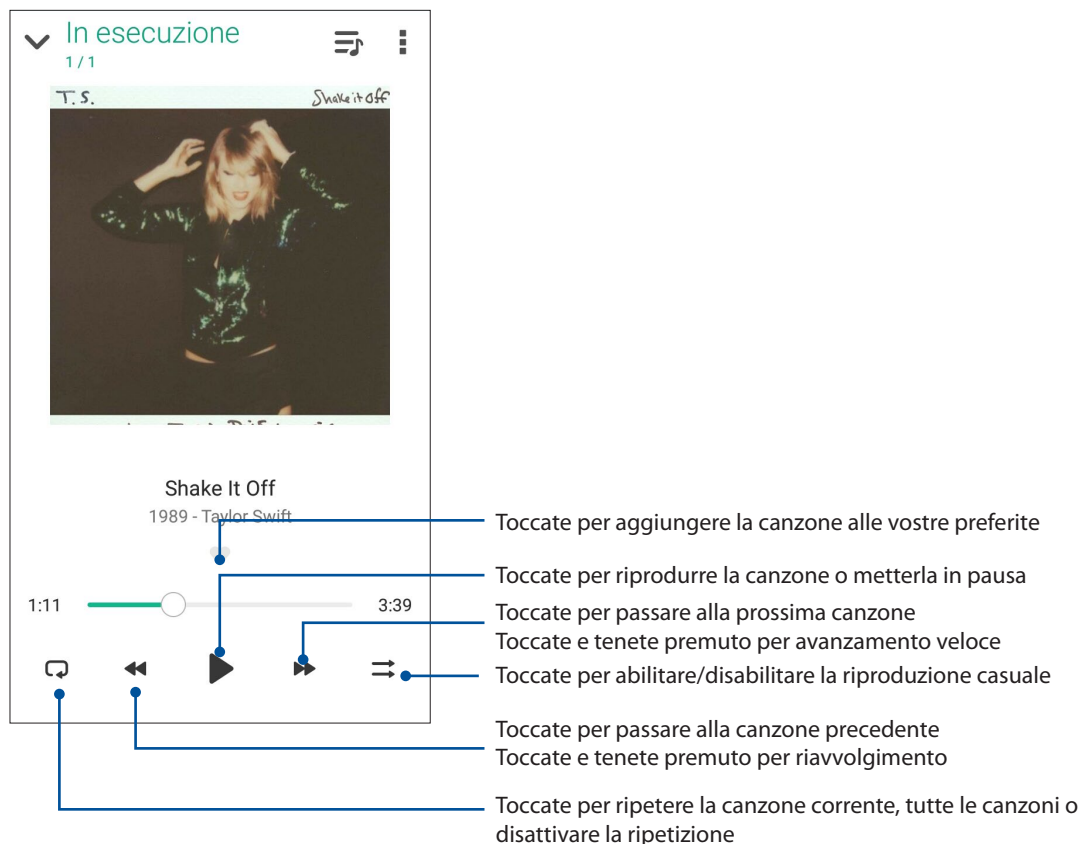 In esecuzione
1 / 1
T. S.
Shake it off
Shake It Off
1989 - Taylor Swift
Toccate per aggiungere la canzone alle vostre preferite
Toccate per riprodurre la canzone o metterla in pausa
1:11
3:39
Toccate per passare alla prossima canzone
Toccate e tenete premuto per avanzamento veloce
Toccate per abilitare/disabilitare la riproduzione casuale
Toccate per passare alla canzone precedente
Toccate e tenete premuto per riavvolgimento
Toccate per ripetere la canzone corrente, tutte le canzoni o
disattivare la ripetizione